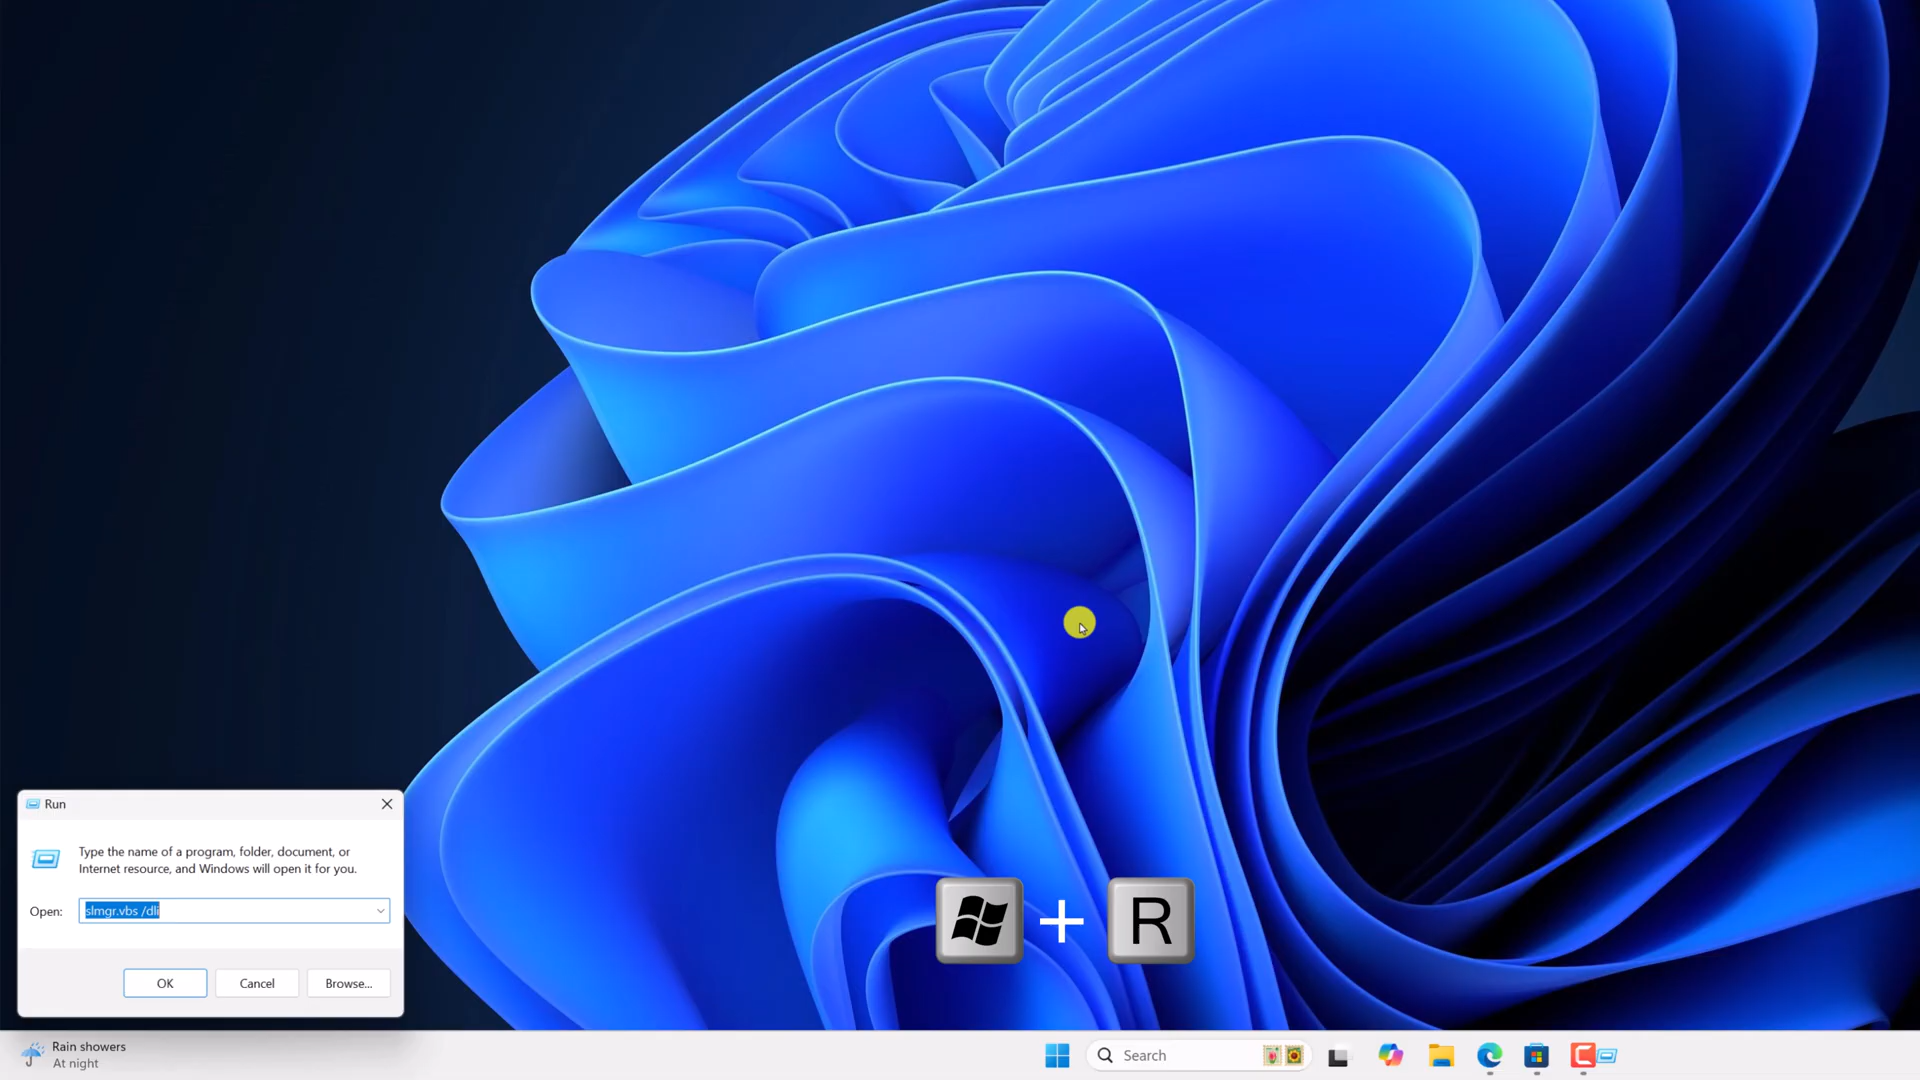 Run
Type the name of a program, folder, document, or
Internet resource, and Windows will open it for you.
Open:
slmgr.vbs /dli
OK
Cancel
Browse...
+
R
Rain showers
At night
Search